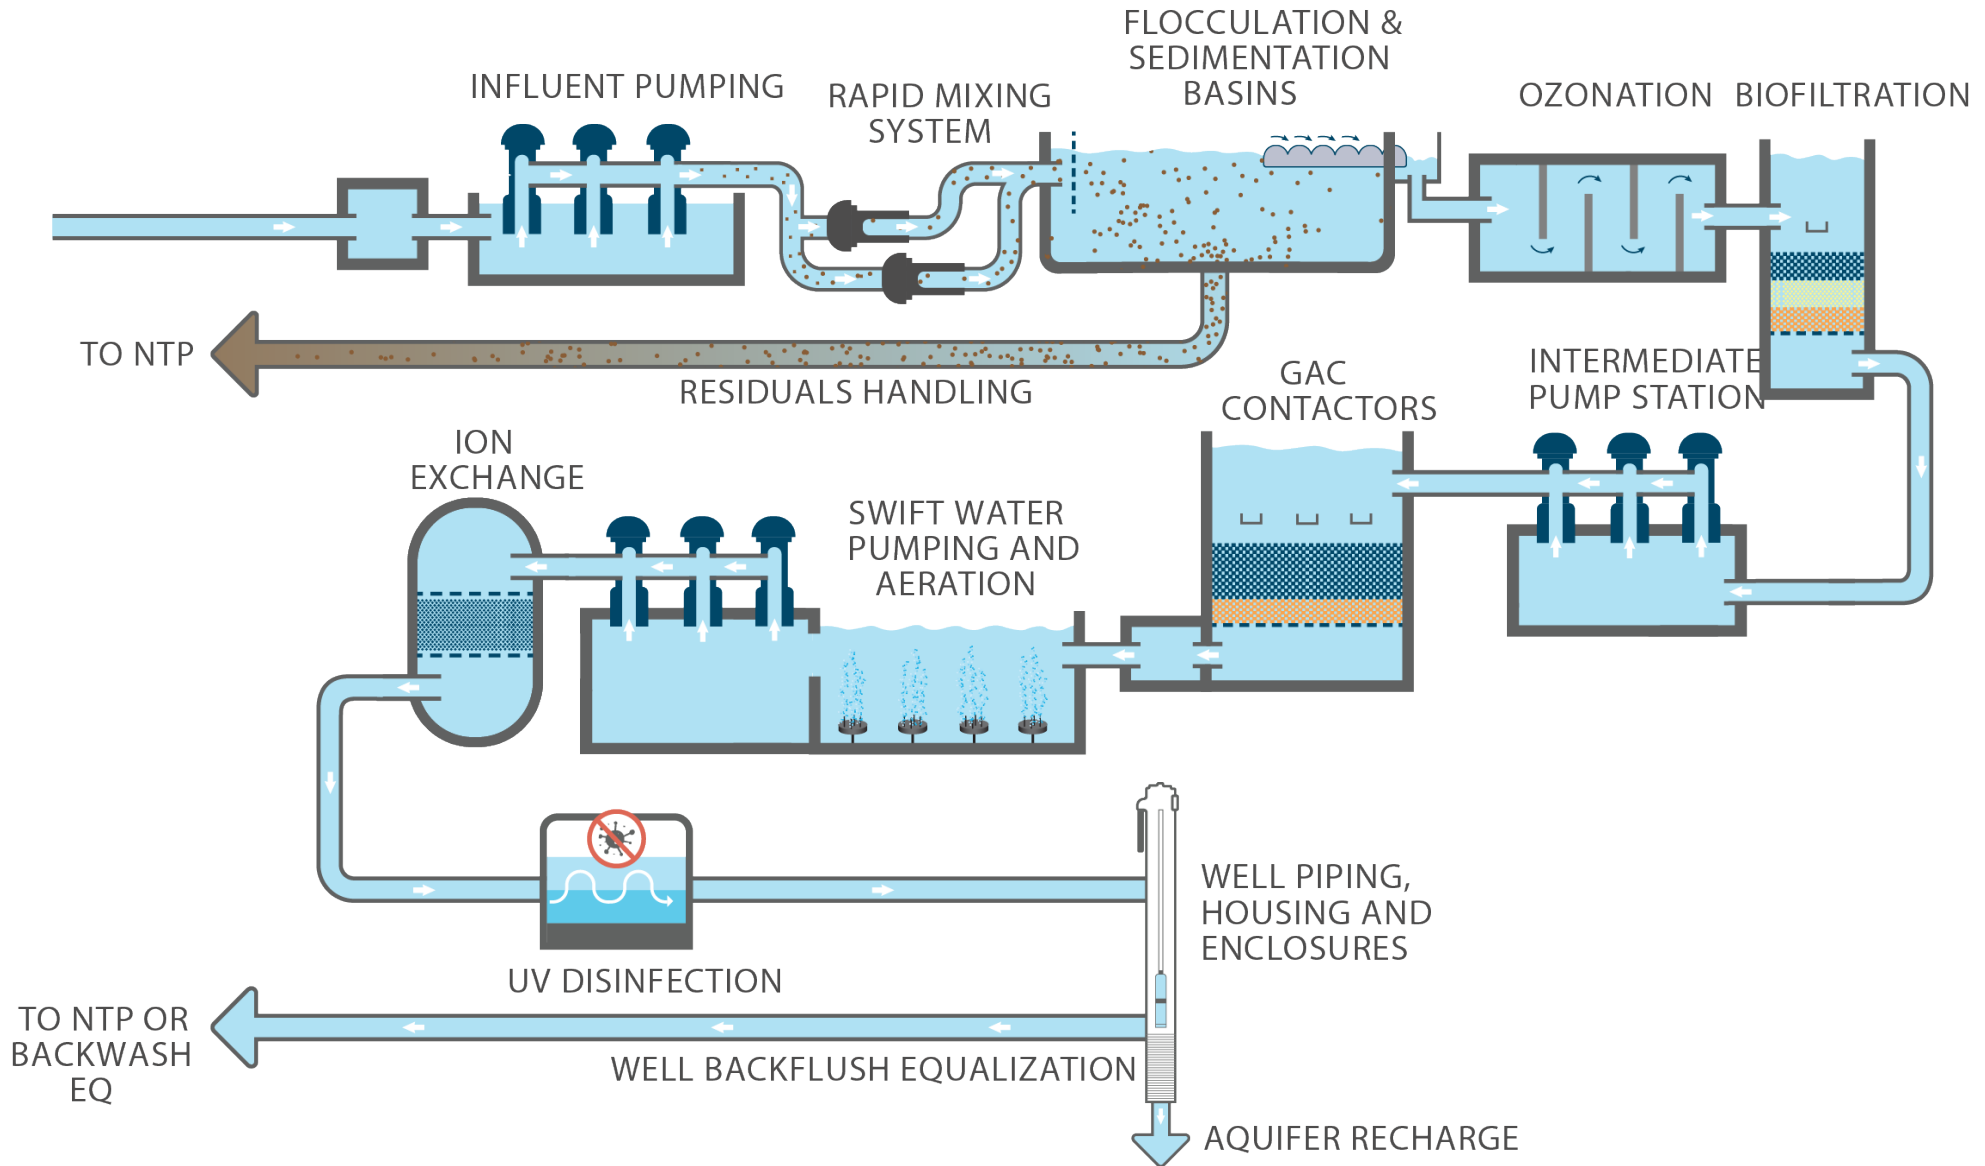 INFLUENT PUMPING
RAPID MIXING
SYSTEM
FLOCCULATION &
SEDIMENTATION
BASINS
OZONATION
BIOFILTRATION
TO NTP
RESIDUALS HANDLING
GAC
CONTACTORS
INTERMEDIATE
PUMP STATION
ION
EXCHANGE
SWIFT WATER
PUMPING AND
AERATION
WELL PIPING,
HOUSING AND
ENCLOSURES
UV DISINFECTION
TO NTP OR
BACKWASH
EQ
WELL BACKFLUSH EQUALIZATION
AQUIFER RECHARGE